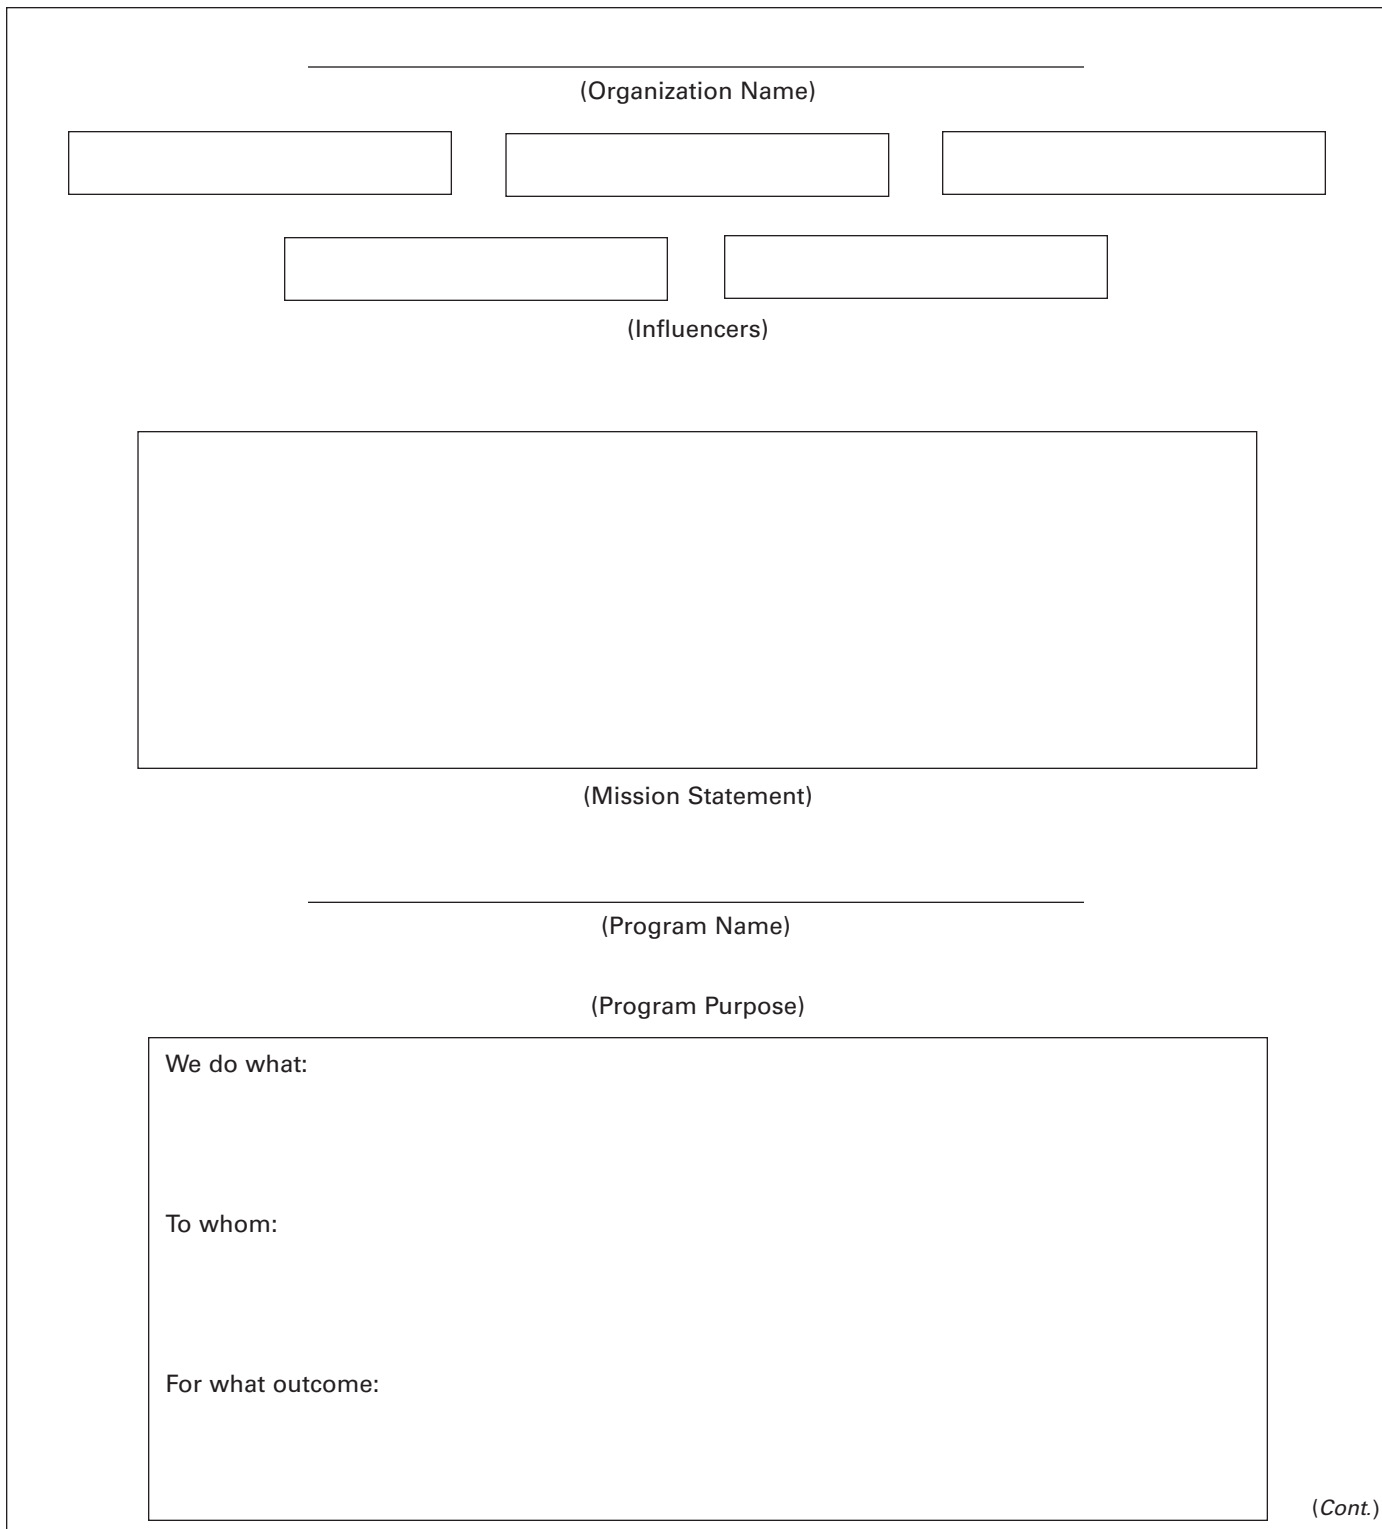 (Organization Name)
(Influencers)
(Mission Statement)
(Program Name)
(Program Purpose)
We do what:
To whom:
For what outcome:
(Cont.)